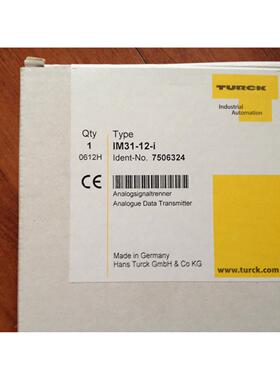 TURCK
Industrial
Automation
Qty Type
1 IM31-12-i
0612H Ident-No. 7506324
CE
Analogsignaltrenner
Analogue Data Transmitter
Made in Germany
Hans Turck GmbH & Co KG
www.turck.com